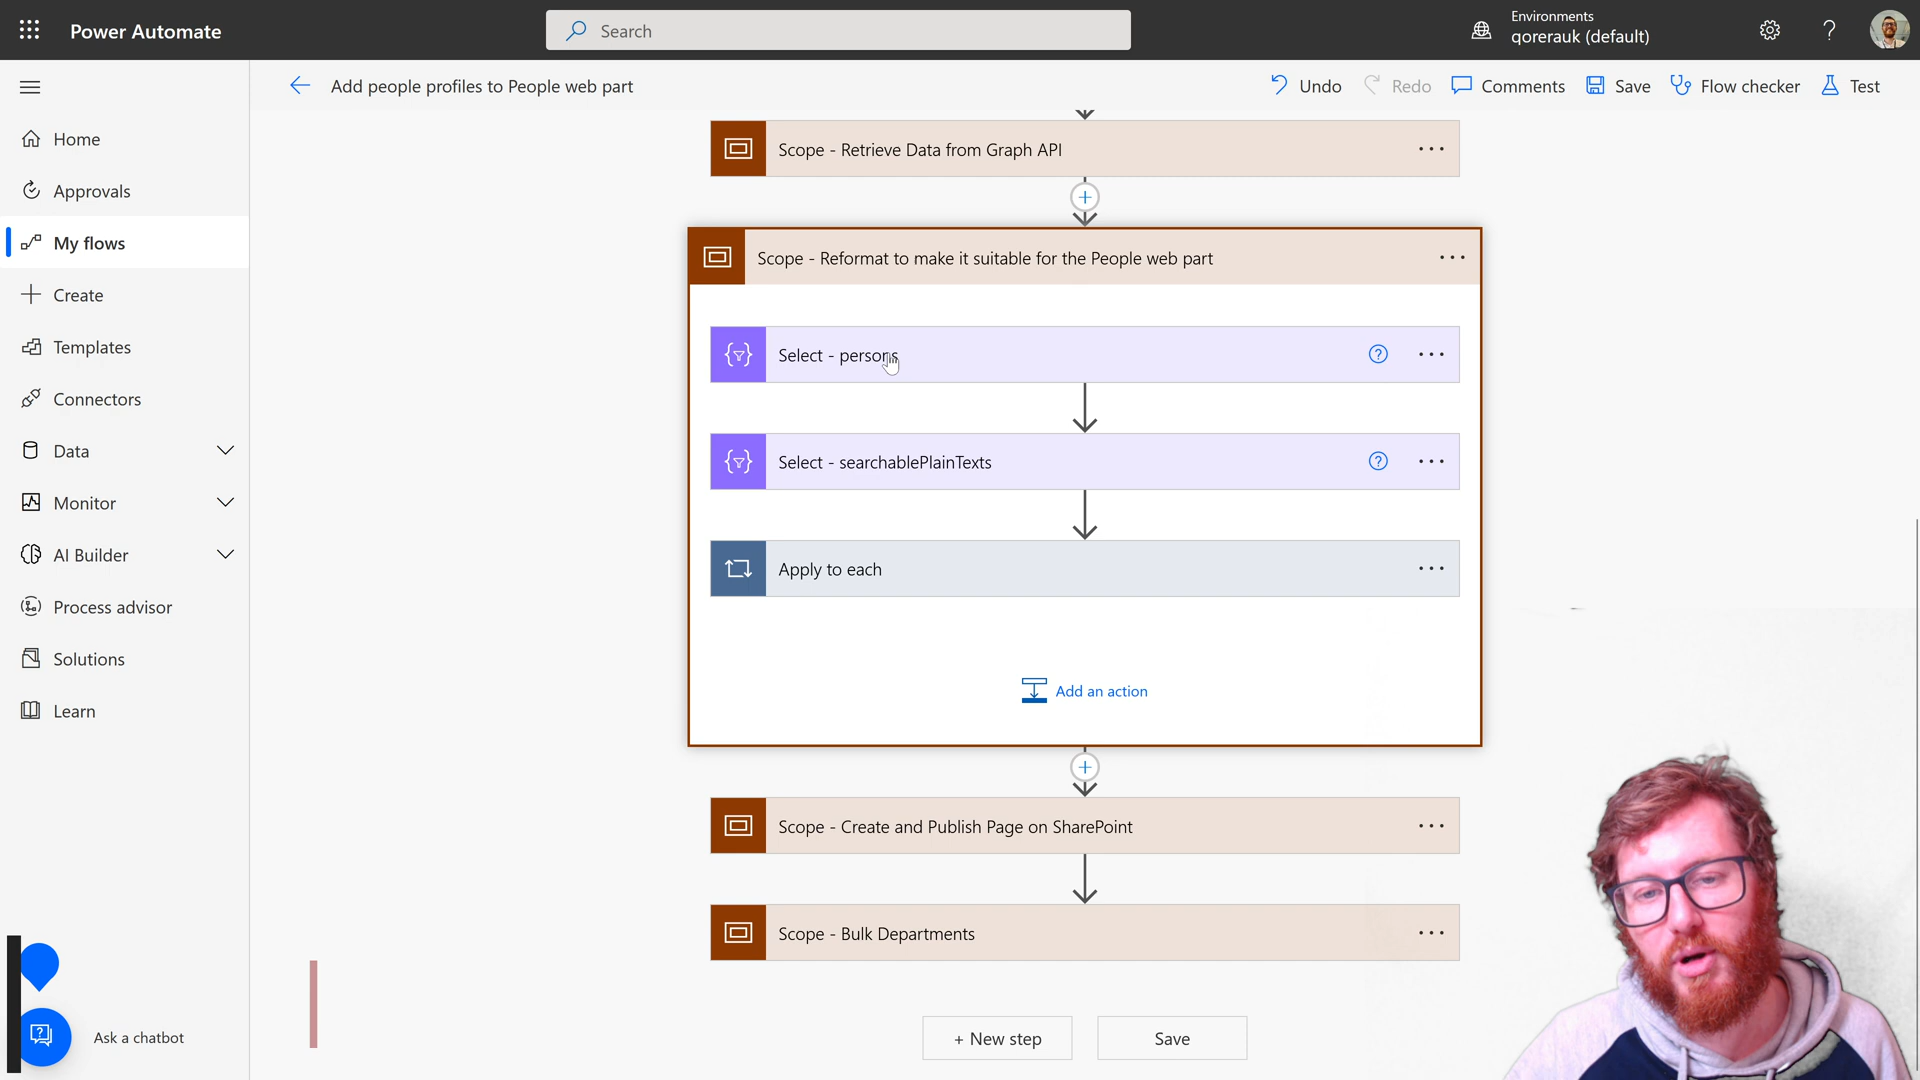 Power Automate
Search
Environments
qorerauk (default)
?
Add people profiles to People web part
Undo
Redo
Comments
Save
Flow checker
Test
Home
Approvals
My flows
Create
Templates
Connectors
Data
Monitor
AI Builder
Process advisor
Solutions
Learn
Ask a chatbot
Scope - Retrieve Data from Graph API
Scope - Reformat to make it suitable for the People web part
Select - persons
?
Select - searchablePlainTexts
?
Apply to each
Add an action
Scope - Create and Publish Page on SharePoint
Scope - Bulk Departments
+ New step
Save